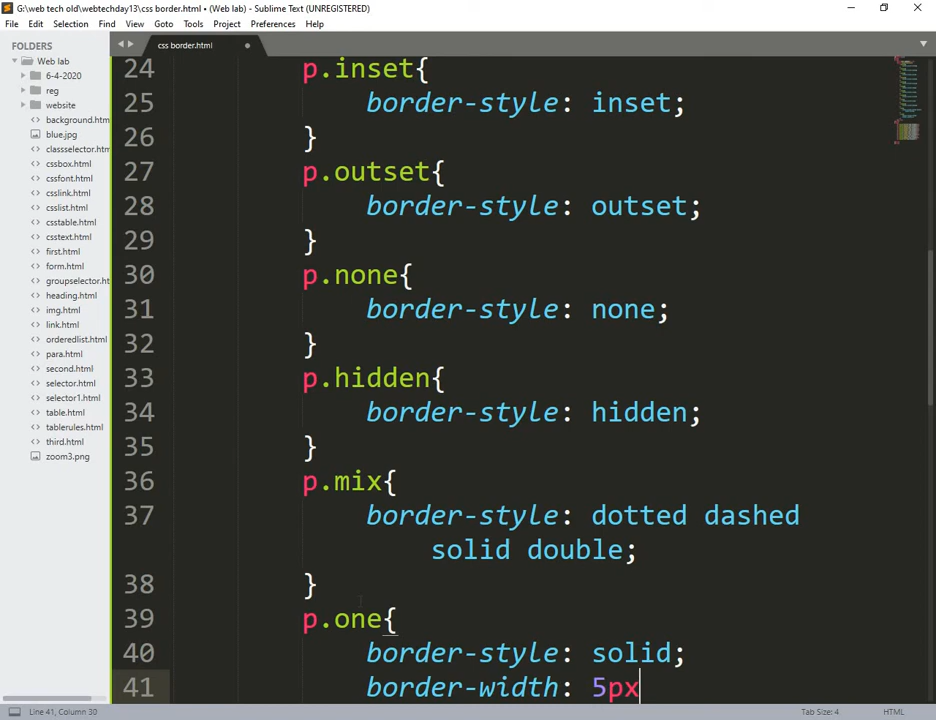 G:\web tech old\webtechday13\css border.html • (Web lab) - Sublime Text (UNREGISTERED)
File Edit Selection Find View Goto Tools Project Preferences Help
FOLDERS
Web lab
6-4-2020
reg
website
background.htm
blue.jpg
classselector.htm
cssbox.html
cssfont.html
csslink.html
csslist.html
csstable.html
csstext.html
first.html
form.html
groupselector.ht
heading.html
img.html
link.html
orderedlist.html
para.html
second.html
selector.html
selector1.html
table.html
tablerules.html
third.html
zoom3.png
css border.html
24 p.inset{
25 border-style: inset;
26 }
27 p.outset{
28 border-style: outset;
29 }
30 p.none{
31 border-style: none;
32 }
33 p.hidden{
34 border-style: hidden;
35 }
36 p.mix{
37 border-style: dotted dashed
solid double;
38 }
39 p.one{
40 border-style: solid;
41 border-width: 5px
Line 41, Column 30
Tab Size: 4
HTML